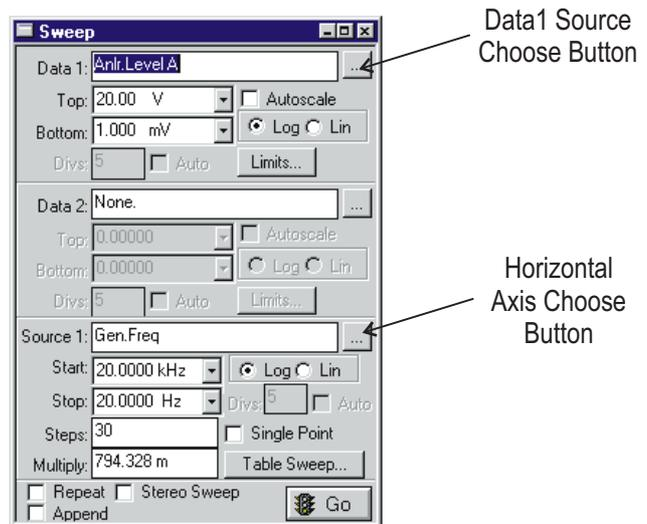 Sweep
Data1 Source
Choose Button
Data 1: Anlr.Level A ...
Top: 20.00 V Autoscale
Bottom: 1.000 mV Log Lin
Divs: 5 Auto Limits...
Data 2: None. ...
Top: 0.00000 Autoscale
Bottom: 0.00000 Log Lin
Divs: 5 Auto Limits...
Horizontal
Axis Choose
Button
Source 1: Gen.Freq ...
Start: 20.0000 kHz Log Lin
Stop: 20.0000 Hz Divs: 5 Auto
Steps: 30 Single Point
Multiply: 794.328 m Table Sweep...
Repeat Stereo Sweep
Append Go